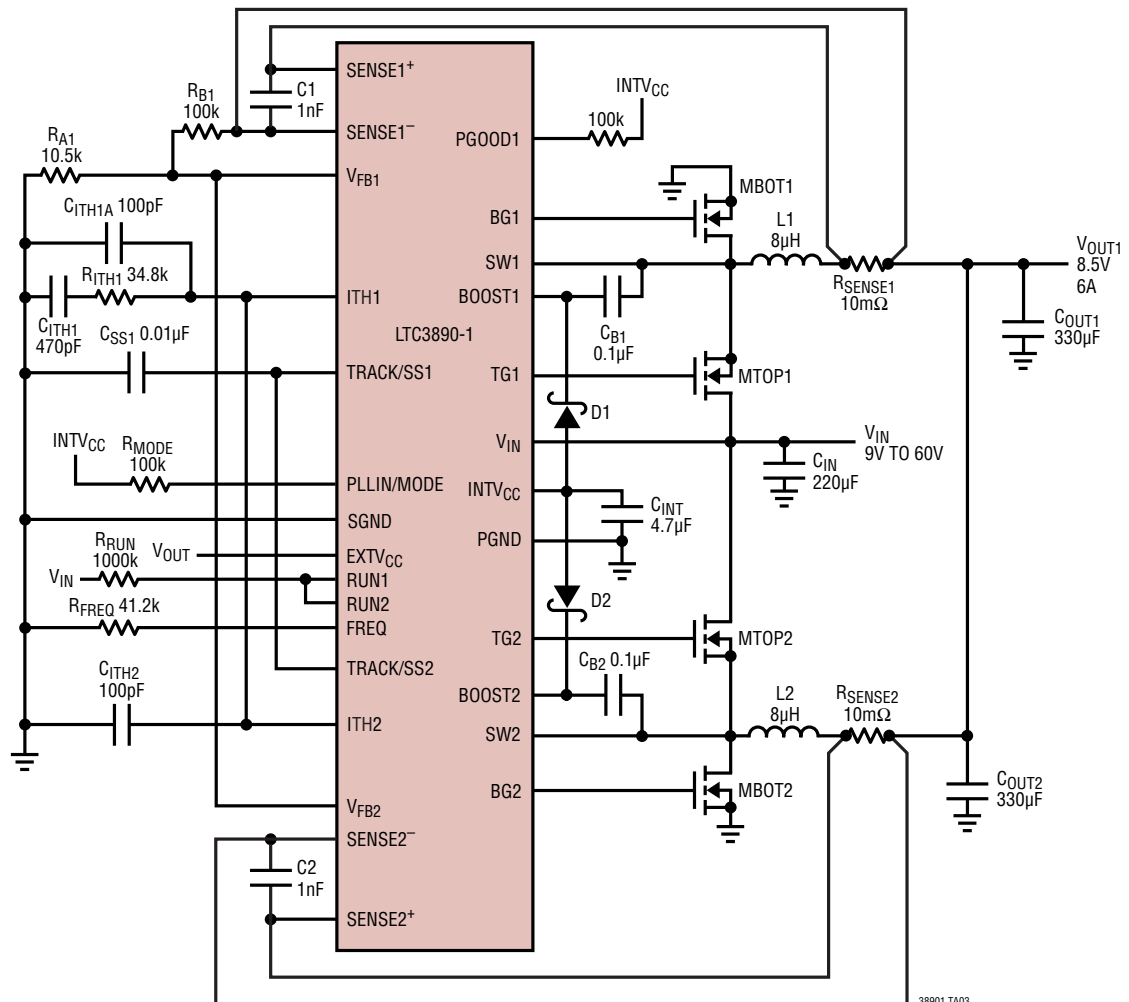 SENSE1+
C1
1nF
RB1
100k
SENSE1–
INTVCC
100k
PGOOD1
RA1
10.5k
VFB1
MBOT1
CITH1A 100pF
BG1
L1
8µH
VOUT1
8.5V
6A
SW1
RITH1 34.8k
ITH1
BOOST1
RSENSE1
10mΩ
CITH1
470pF
LTC3890-1
CB1
0.1µF
COUT1
330µF
CSS1 0.01µF
TRACK/SS1
TG1
MTOP1
D1
INTVCC
RMODE
100k
VIN
VIN
9V TO 60V
CIN
220µF
PLLIN/MODE
INTVCC
CINT
4.7µF
SGND
PGND
VOUT
EXTVCC
RRUN
1000k
VIN
RUN1
RUN2
D2
RFREQ 41.2k
FREQ
TG2
MTOP2
TRACK/SS2
CB2 0.1µF
CITH2
100pF
BOOST2
L2
8µH
RSENSE2
10mΩ
ITH2
SW2
BG2
MBOT2
COUT2
330µF
VFB2
SENSE2–
C2
1nF
SENSE2+
38901 TA03